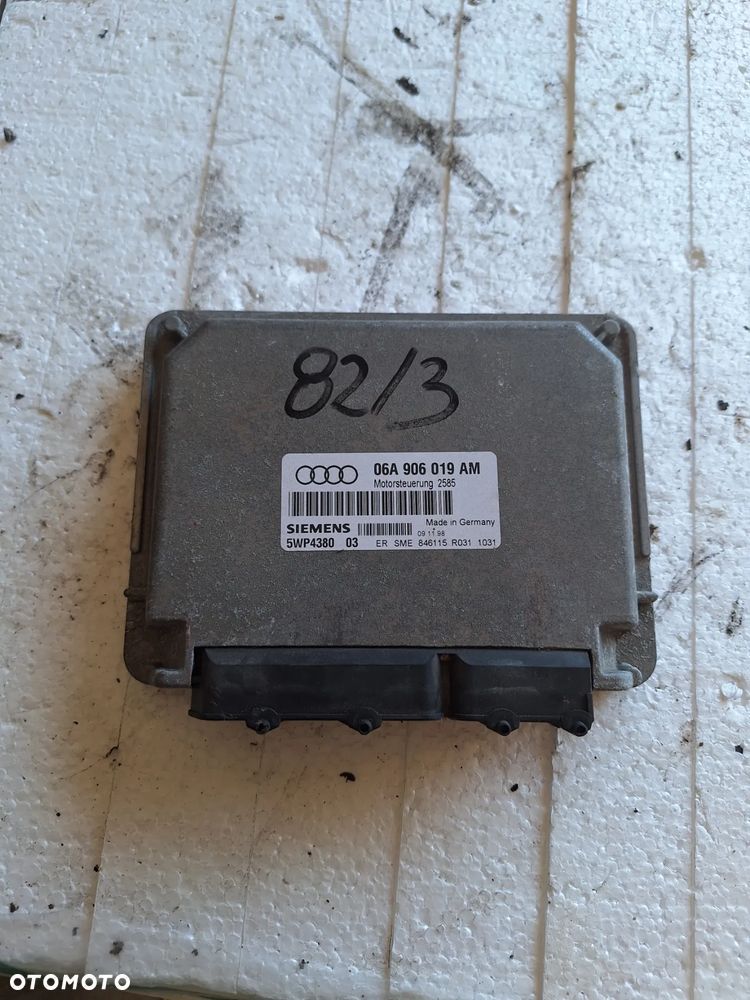 82/3
06A 906 019 AM
Motorsteuerung 2585
SIEMENS
Made in Germany
09.11.98
5WP4380 03 ER SME 846115 R031 1031
OTOMOTO